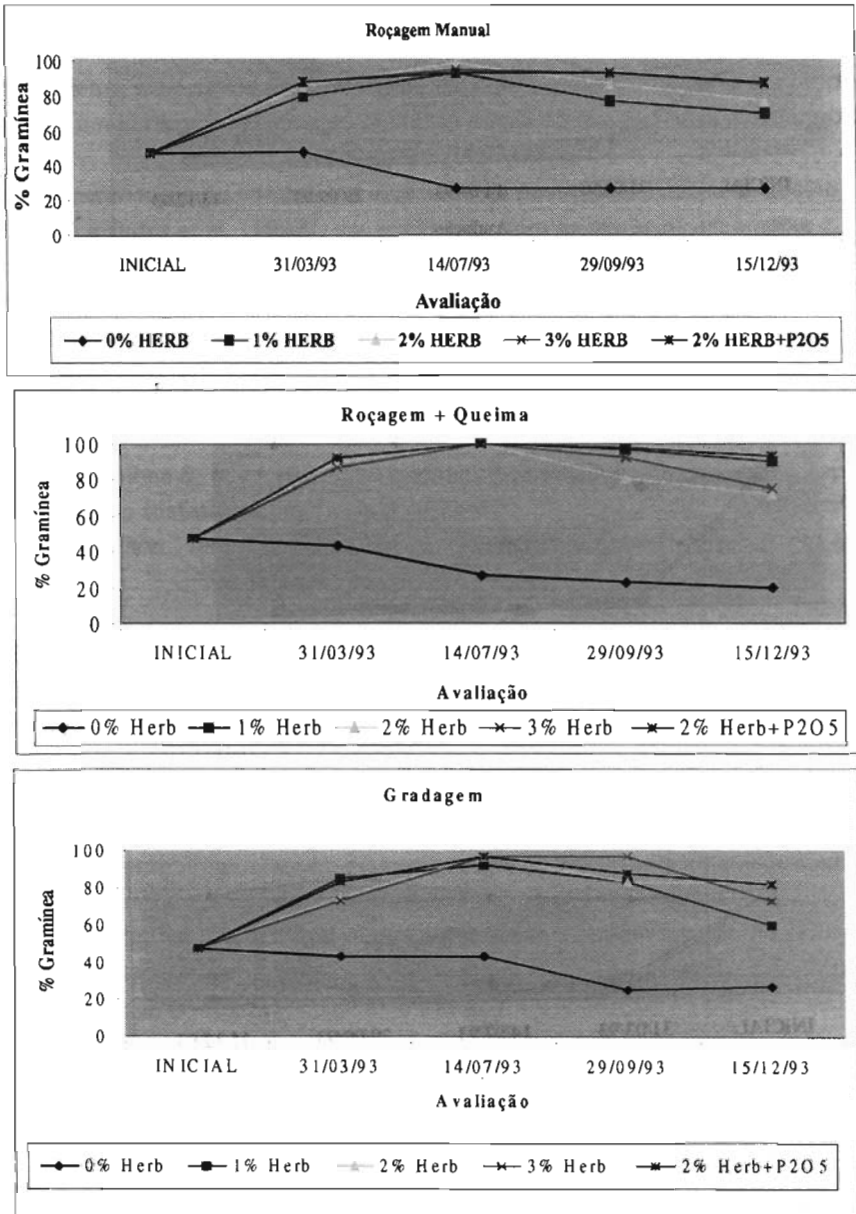 Roçagem Manual
100
80
60
40
20
0
% Gramínea
INICIAL 31/03/93 14/07/93 29/09/93 15/12/93
Avaliação
0% HERB 1% HERB 2% HERB 3% HERB 2% HERB+P2O5
Roçagem + Queima
100
80
60
40
20
0
% Gramínea
INICIAL 31/03/93 14/07/93 29/09/93 15/12/93
Avaliação
0% Herb 1% Herb 2% Herb 3% Herb 2% Herb+P2O5
Gradagem
100
80
60
40
20
0
% Gramínea
INICIAL 31/03/93 14/07/93 29/09/93 15/12/93
Avaliação
0% Herb 1% Herb 2% Herb 3% Herb 2% Herb+P2O5